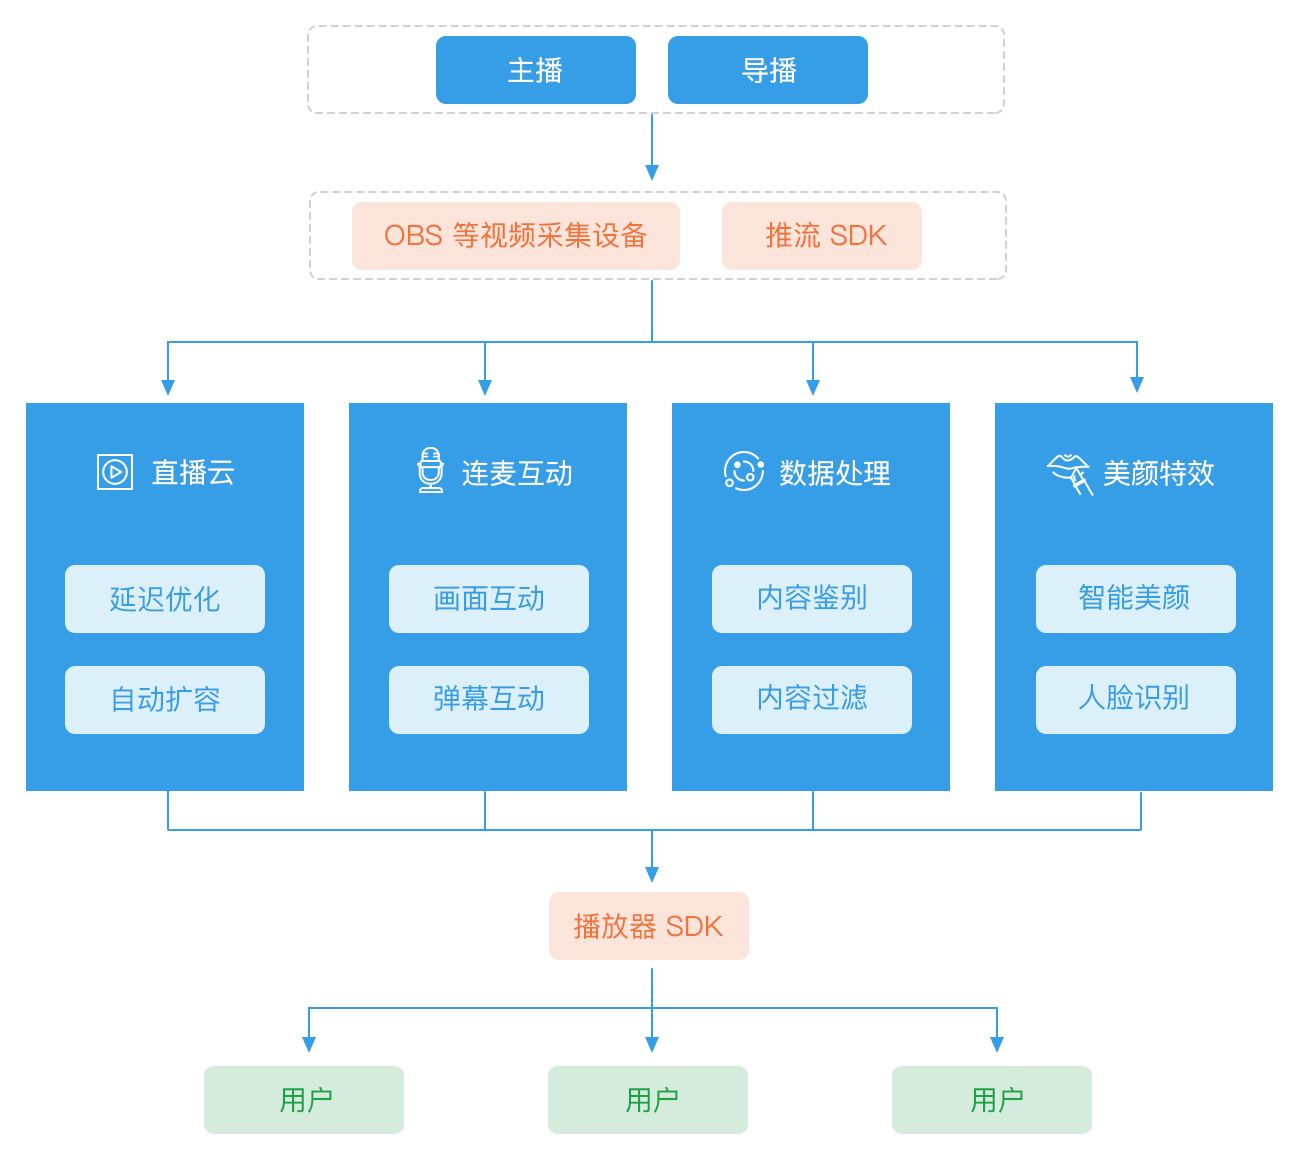 主播
导播
OBS 等视频采集设备
推流 SDK
直播云
连麦互动
数据处理
美颜特效
延迟优化
画面互动
内容鉴别
智能美颜
自动扩容
弹幕互动
内容过滤
人脸识别
播放器 SDK
用户
用户
用户